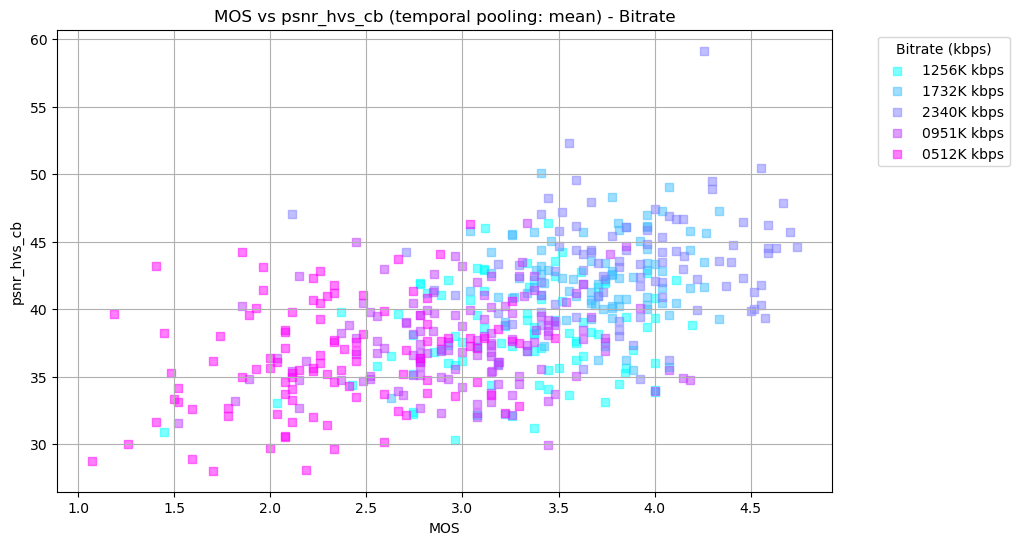 MOS vs psnr_hvs_cb (temporal pooling: mean) - Bitrate
60
55
50
45
40
35
30
psnr_hvs_cb
1.0 1.5 2.0 2.5 3.0 3.5 4.0 4.5
MOS
Bitrate (kbps)
1256K kbps
1732K kbps
2340K kbps
0951K kbps
0512K kbps